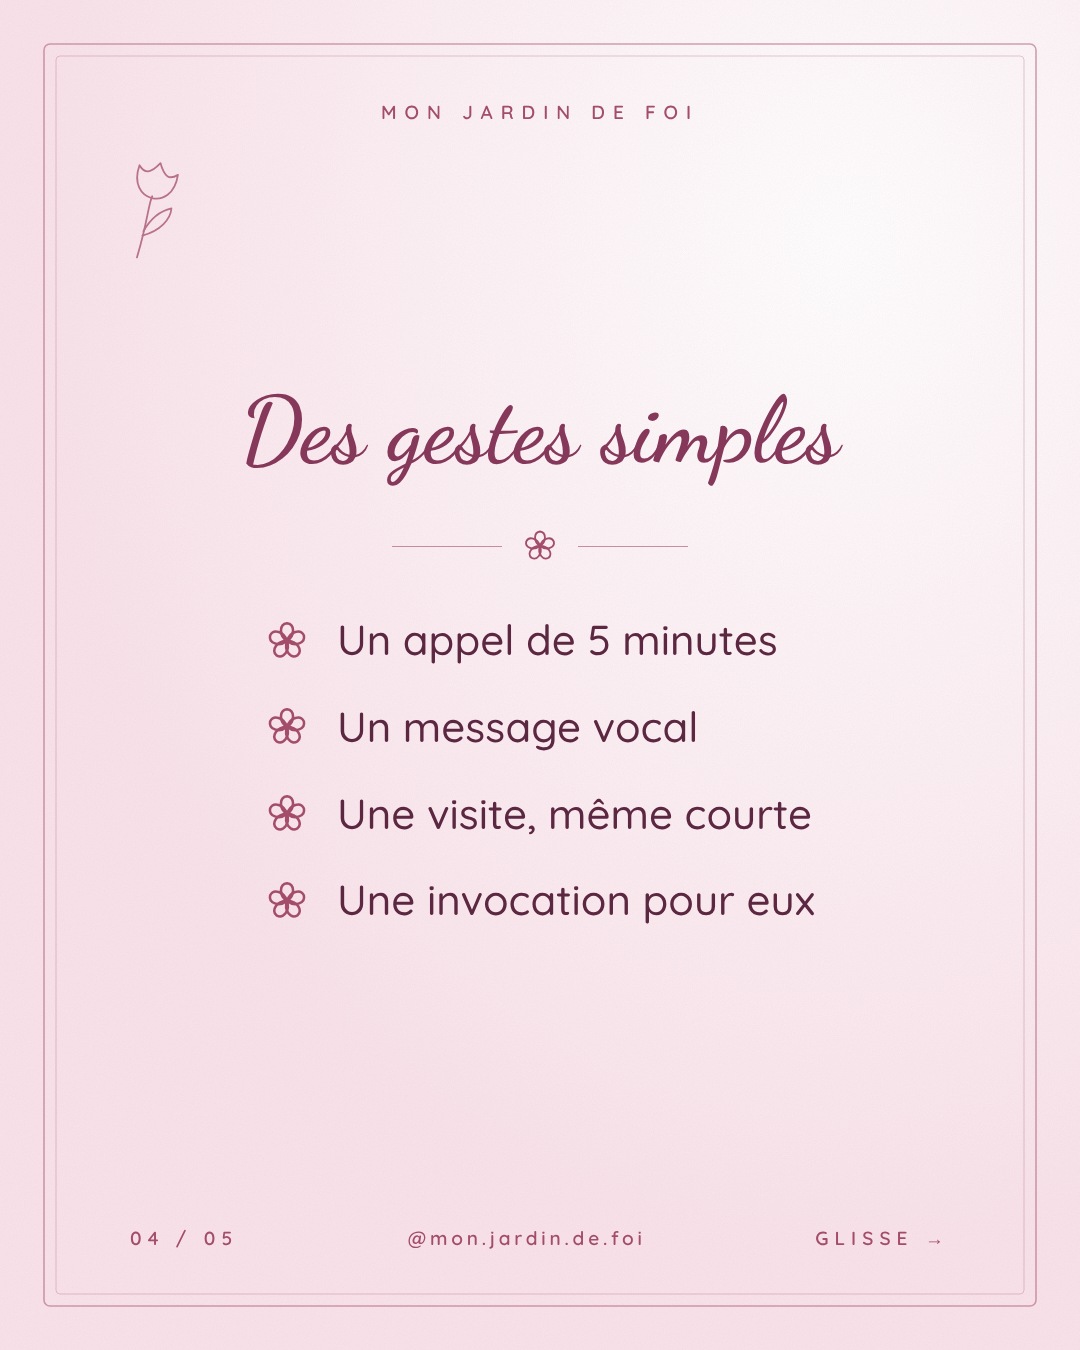 MON JARDIN DE FOI
Des gestes simples
Un appel de 5 minutes
Un message vocal
Une visite, même courte
Une invocation pour eux
04 / 05
@mon.jardin.de.foi
GLISSE →